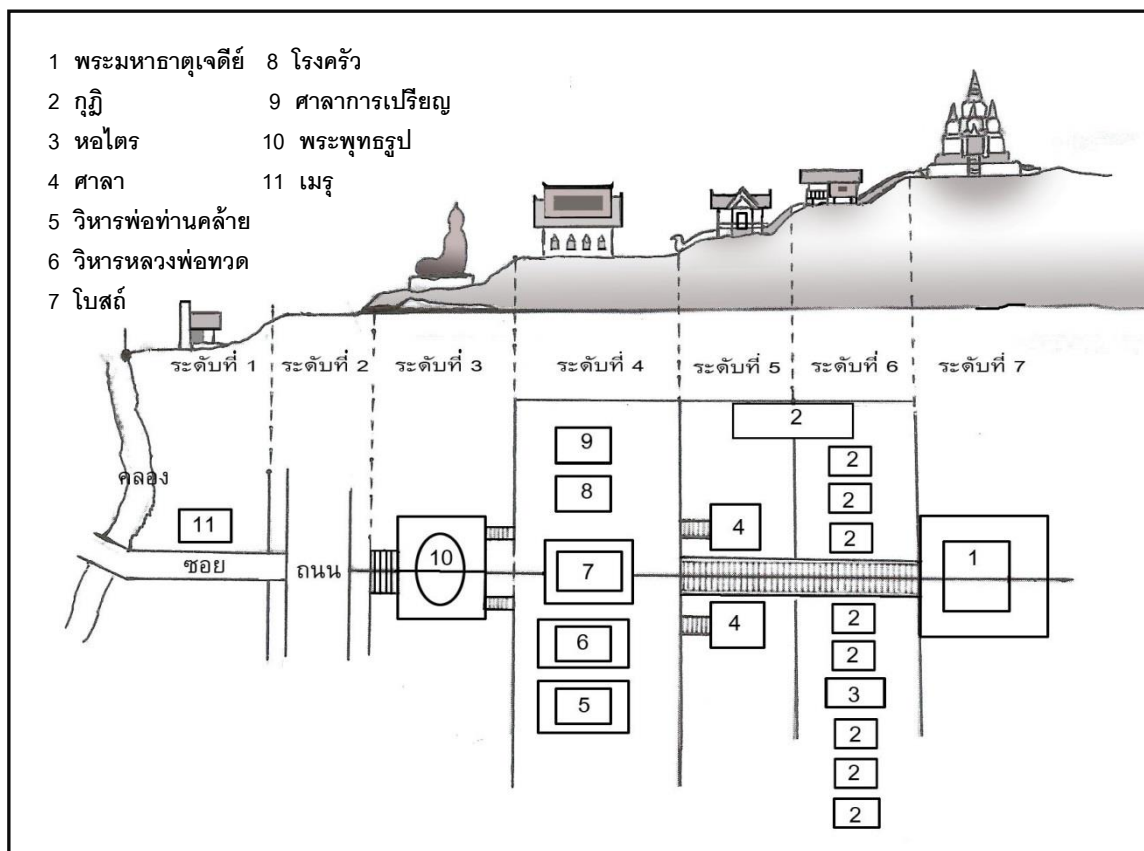 1 พระมหาธาตุเจดีย์ 8 โรงครัว
2 กุฏิ 9 ศาลาการเปรียญ
3 หอไตร 10 พระพุทธรูป
4 ศาลา 11 เมรุ
5 วิหารพ่อท่านคล้าย
6 วิหารหลวงพ่อทวด
7 โบสถ์
ระดับที่ 1 ระดับที่ 2 ระดับที่ 3 ระดับที่ 4 ระดับที่ 5 ระดับที่ 6 ระดับที่ 7
2
9
2
คลอง
8
2
11
4
2
ซอย
ถนน
10
7
1
2
4
6
2
3
5
2
2
2